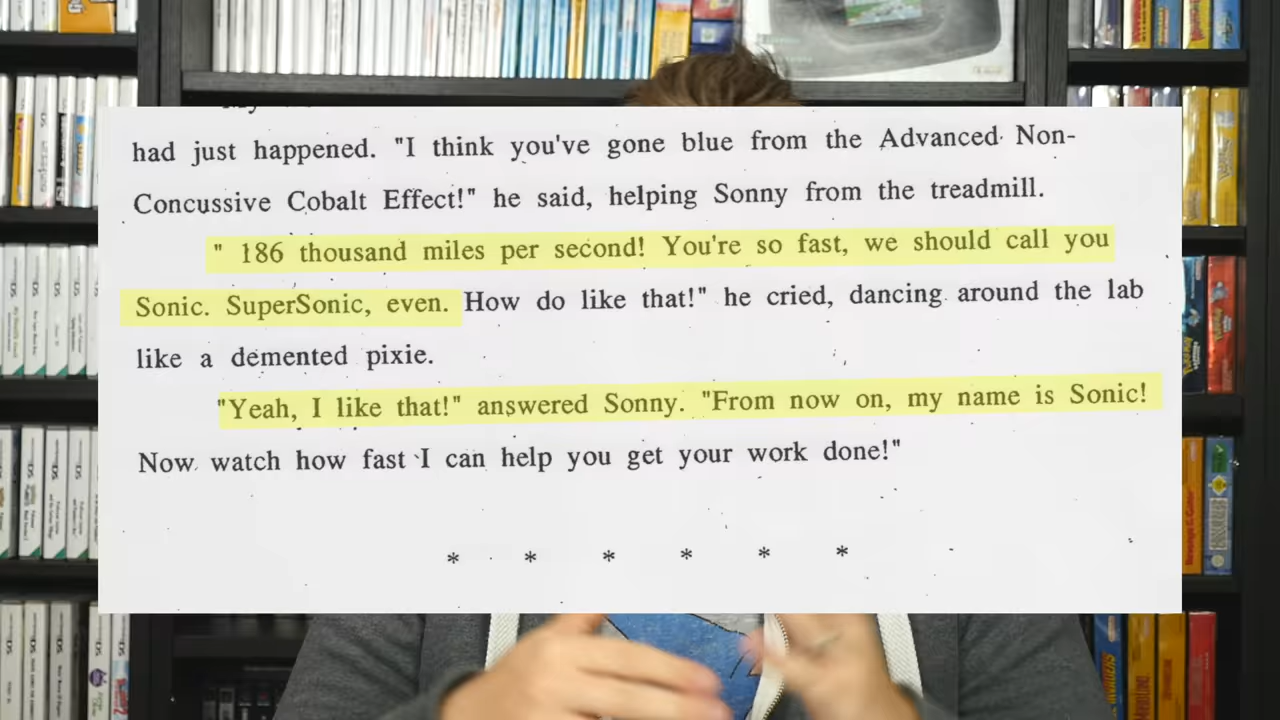 had just happened. "I think you've gone blue from the Advanced Non-
Concussive Cobalt Effect!" he said, helping Sonny from the treadmill.
" 186 thousand miles per second! You're so fast, we should call you
Sonic. SuperSonic, even. How do like that!" he cried, dancing around the lab
like a demented pixie.
"Yeah, I like that!" answered Sonny. "From now on, my name is Sonic!
Now watch how fast I can help you get your work done!"
* * * * * *